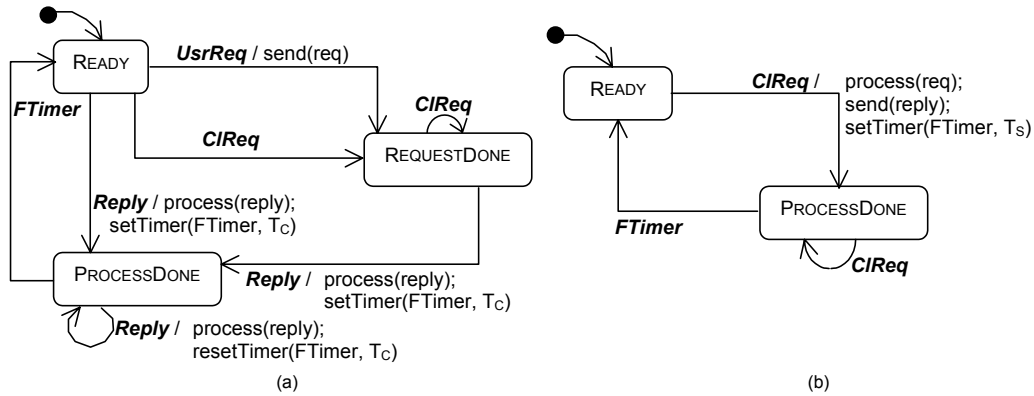 READY
UsrReq / send(req)
FTimer
ClReq
ClReq
REQUESTDONE
Reply / process(reply);
setTimer(FTimer, TC)
PROCESSDONE
Reply / process(reply);
setTimer(FTimer, TC)
Reply / process(reply);
resetTimer(FTimer, TC)
(a)
READY
ClReq / process(req);
send(reply);
setTimer(FTimer, TS)
FTimer
PROCESSDONE
ClReq
(b)